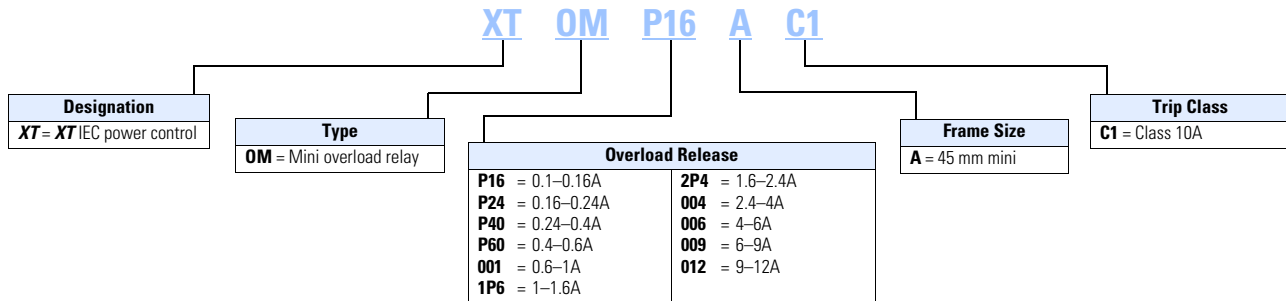 XT OM P16 A C1
Designation
XT = XT IEC power control
Type
OM = Mini overload relay
Overload Release
P16 = 0.1–0.16A
P24 = 0.16–0.24A
P40 = 0.24–0.4A
P60 = 0.4–0.6A
001 = 0.6–1A
1P6 = 1–1.6A
2P4 = 1.6–2.4A
004 = 2.4–4A
006 = 4–6A
009 = 6–9A
012 = 9–12A
Frame Size
A = 45 mm mini
Trip Class
C1 = Class 10A